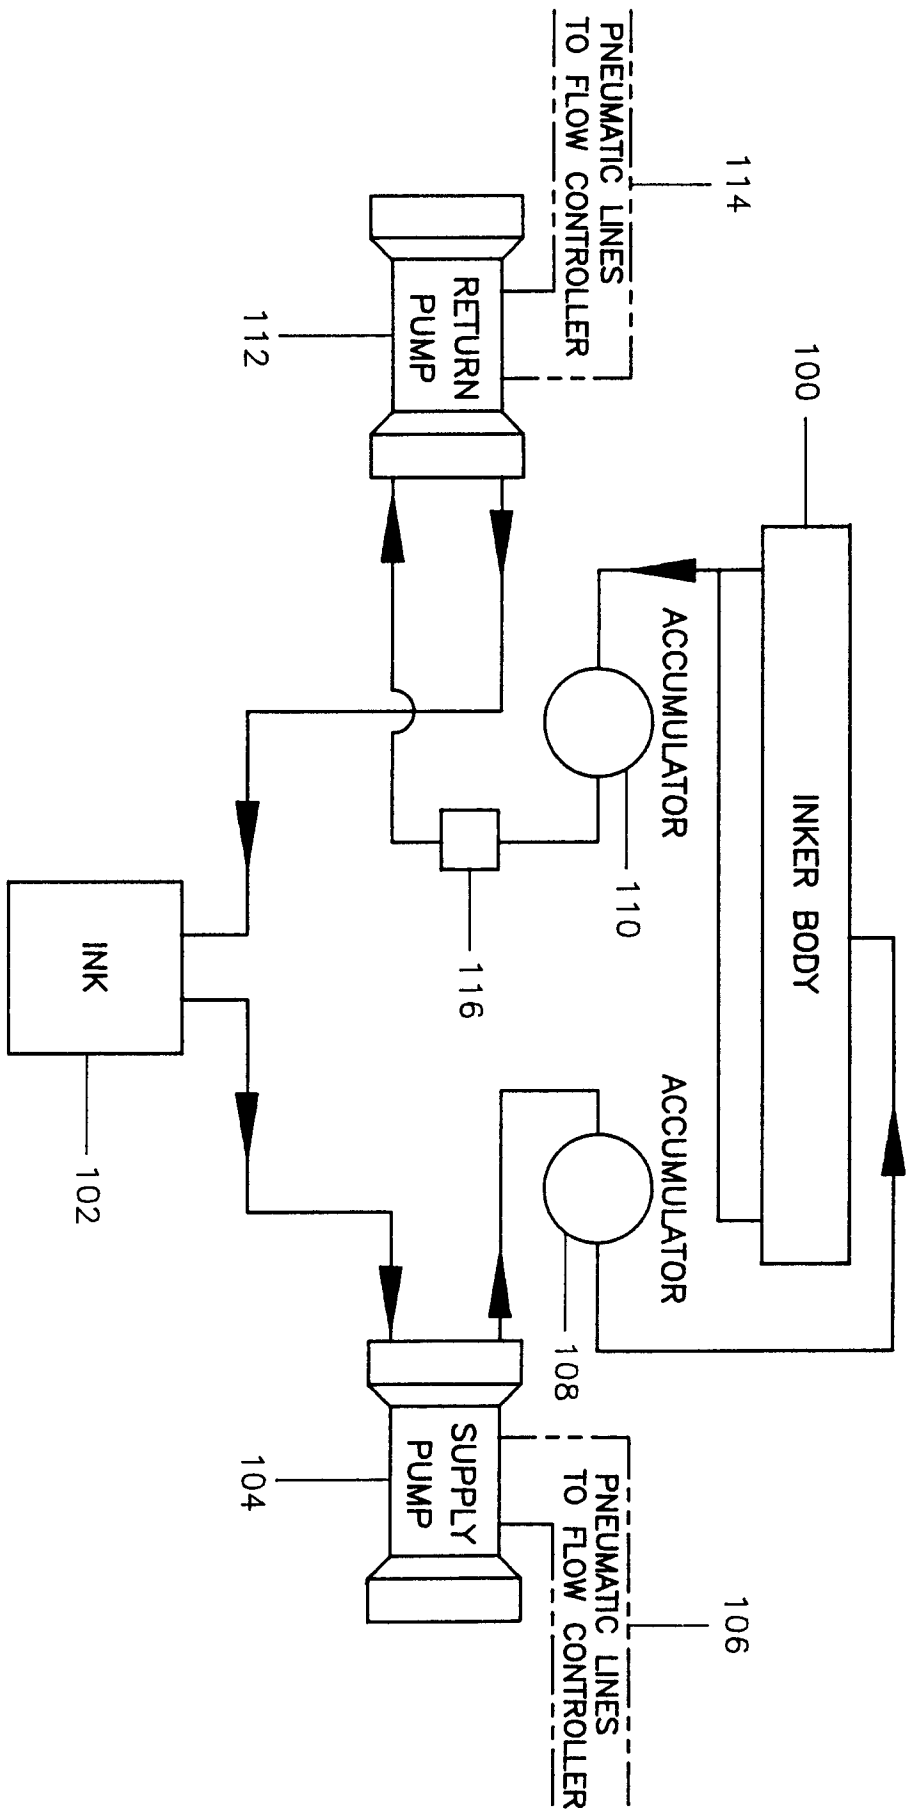 PNEUMATIC LINES
TO FLOW CONTROLLER
114
RETURN
PUMP
112
100
INKER BODY
ACCUMULATOR
110
116
ACCUMULATOR
108
INK
102
SUPPLY
PUMP
104
PNEUMATIC LINES
TO FLOW CONTROLLER
106